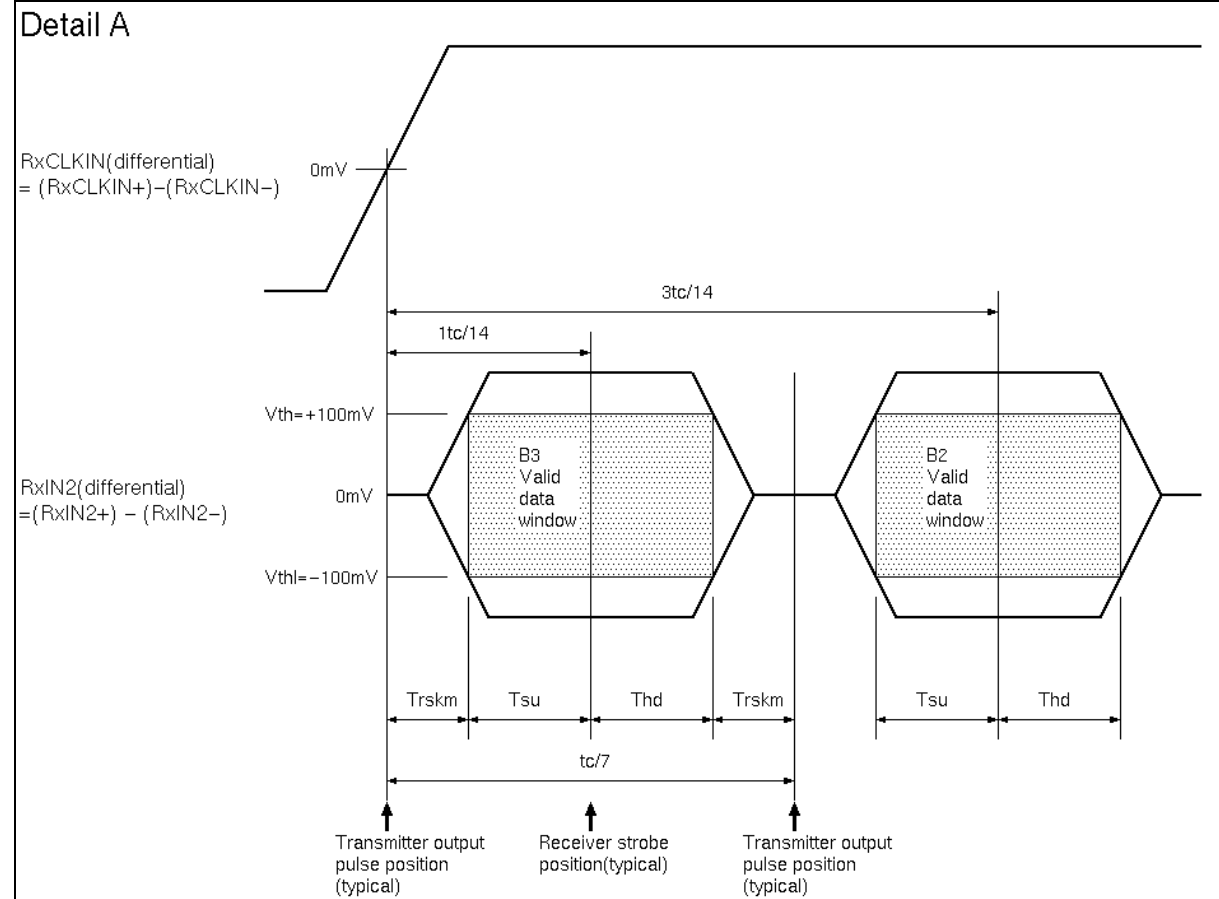 Detail A
RxCLKIN(differential)
= (RxCLKIN+)−(RxCLKIN−)
0mV
3tc/14
1tc/14
Vth=+100mV
B3
Valid
data
window
B2
Valid
data
window
RxIN2(differential)
=(RxIN2+) − (RxIN2−)
0mV
Vthl=−100mV
Trskm
Tsu
Thd
Trskm
Tsu
Thd
tc/7
Transmitter output
pulse position
(typical)
Receiver strobe
position(typical)
Transmitter output
pulse position
(typical)